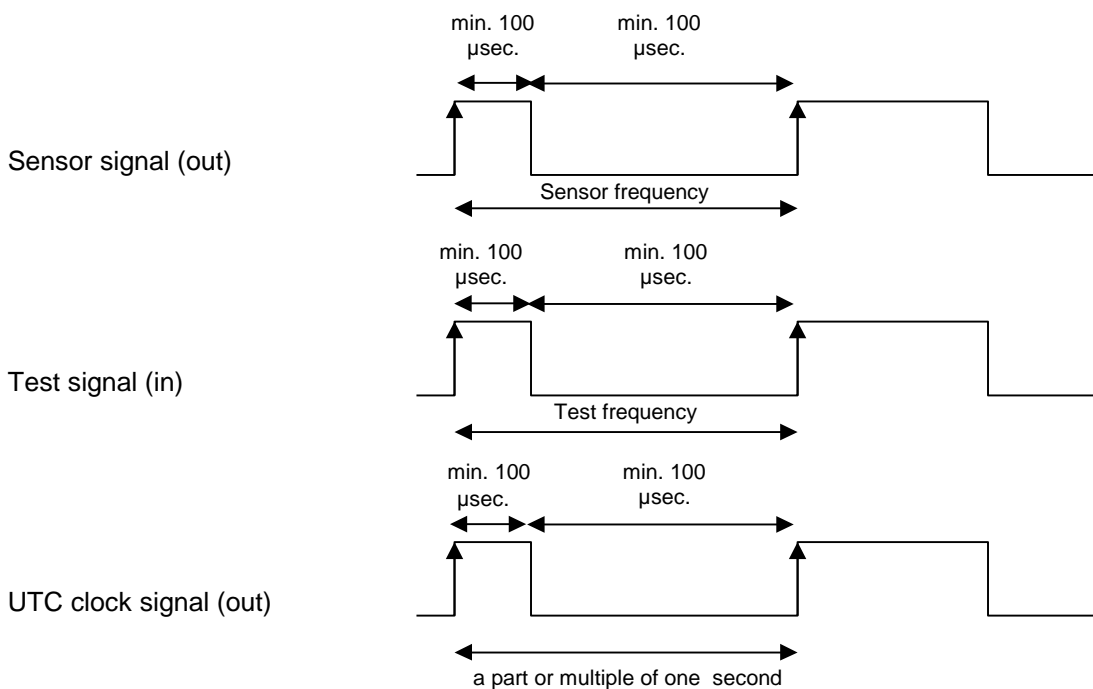 min. 100
µsec.
min. 100
µsec.
Sensor signal (out)
Sensor frequency
min. 100
µsec.
min. 100
µsec.
Test signal (in)
Test frequency
min. 100
µsec.
min. 100
µsec.
UTC clock signal (out)
a part or multiple of one second